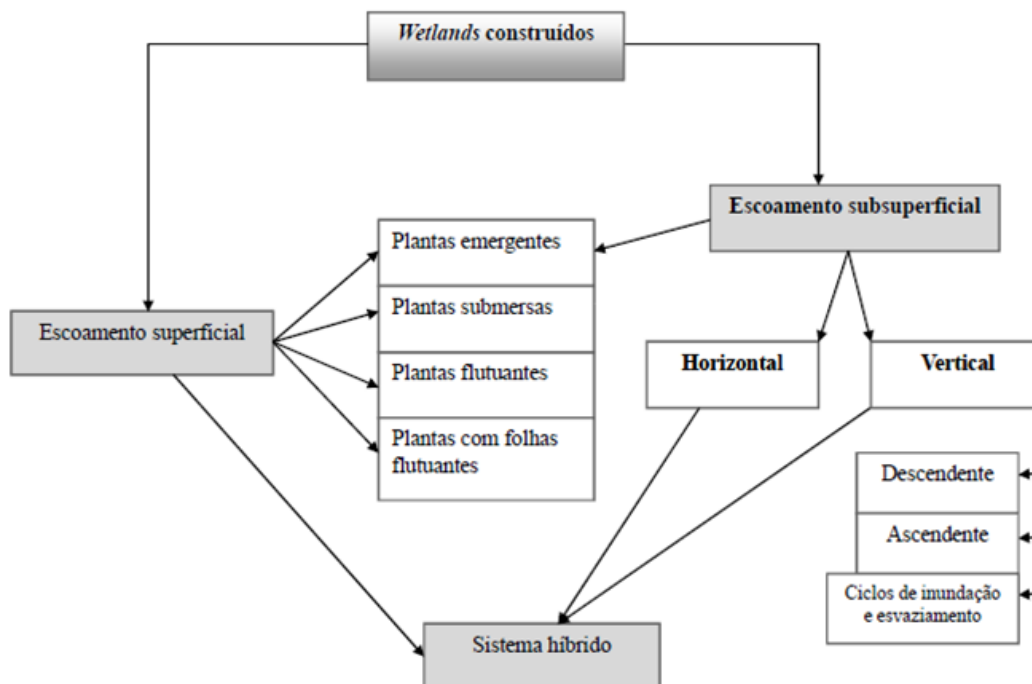 Wetlands construídos
Escoamento subsuperficial
Plantas emergentes
Plantas submersas
Escoamento superficial
Plantas flutuantes
Horizontal
Vertical
Plantas com folhas
flutuantes
Descendente
Ascendente
Ciclos de inundação
e esvaziamento
Sistema híbrido